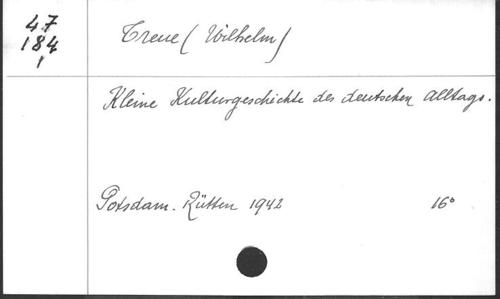 47
184
1
Treue (Wilhelm)
Kleine Kulturgeschichte des deutschen Alltags.
Potsdam. Rütten 1942 16°